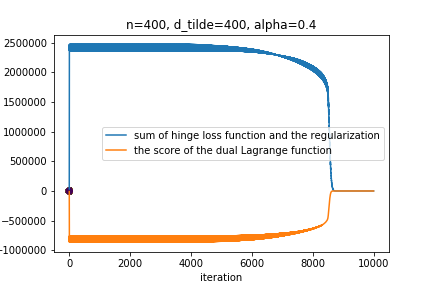 n=400, d_tilde=400, alpha=0.4
2500000
2000000
1500000
1000000
500000
0
−500000
−1000000
sum of hinge loss function and the regularization
the score of the dual Lagrange function
0 2000 4000 6000 8000 10000
iteration